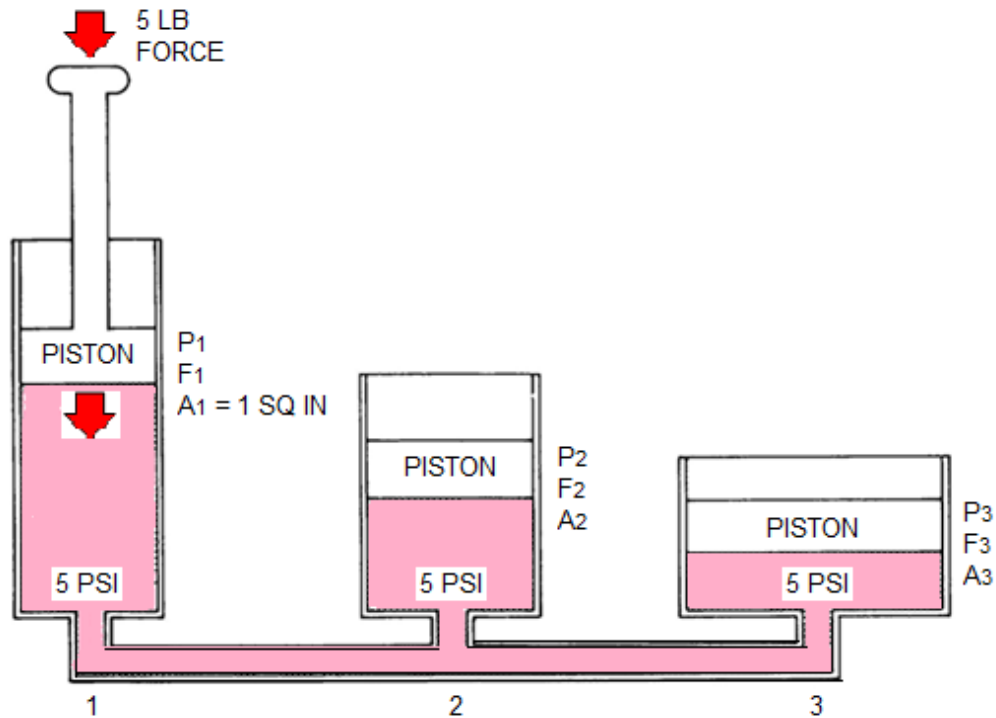 5 LB
FORCE
PISTON
P1
F1
A1 = 1 SQ IN
PISTON
P2
F2
A2
PISTON
P3
F3
A3
5 PSI
5 PSI
5 PSI
1
2
3